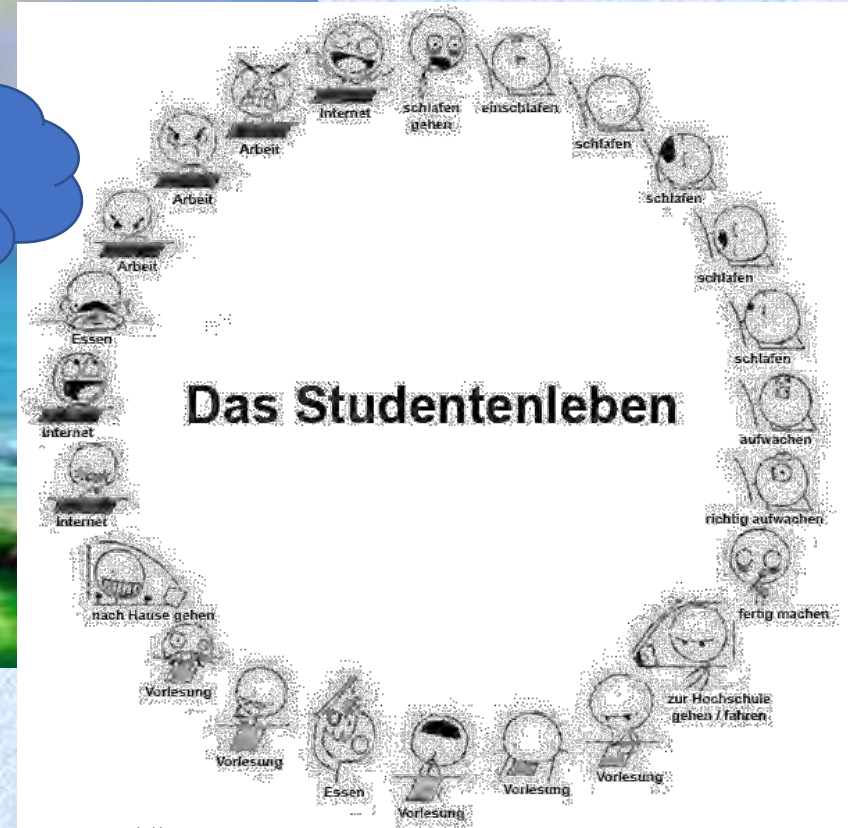 Das Studentenleben
schlafen
gehen
einschlafen
schlafen
schlafen
schlafen
schlafen
aufwachen
richtig aufwachen
fertig machen
zur Hochschule
gehen / fahren
Vorlesung
Vorlesung
Vorlesung
Essen
Vorlesung
Vorlesung
nach Hause gehen
Internet
Internet
Essen
Arbeit
Arbeit
Arbeit
Internet